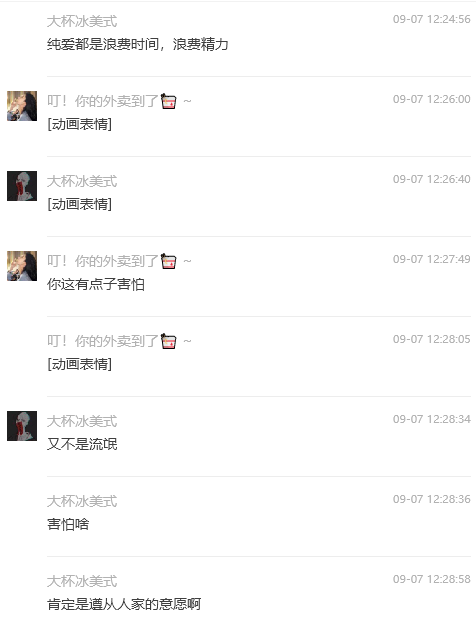 大杯冰美式 09-07 12:24:56
纯爱都是浪费时间，浪费精力
叮！你的外卖到了 ~ 09-07 12:26:00
[动画表情]
大杯冰美式 09-07 12:26:40
[动画表情]
叮！你的外卖到了 ~ 09-07 12:27:49
你这有点子害怕
叮！你的外卖到了 ~ 09-07 12:28:05
[动画表情]
大杯冰美式 09-07 12:28:34
又不是流氓
大杯冰美式 09-07 12:28:36
害怕啥
大杯冰美式 09-07 12:28:58
肯定是遵从人家的意愿啊